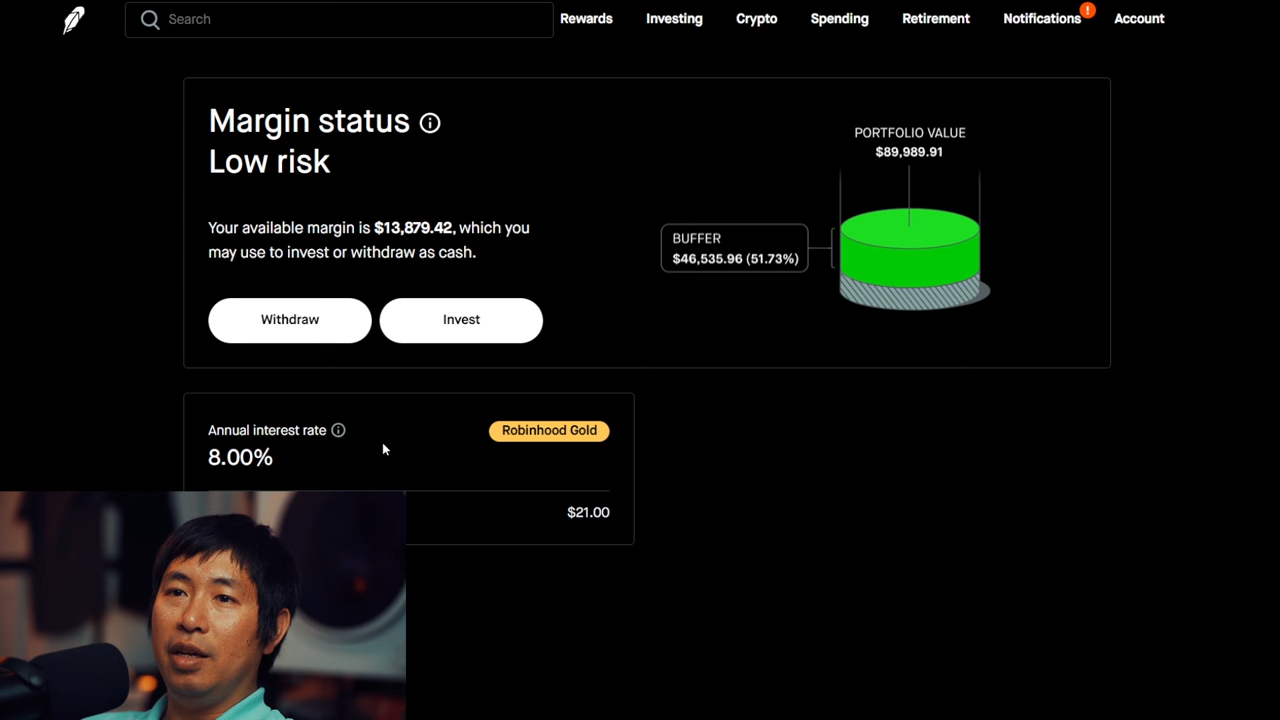 Search
Rewards
Investing
Crypto
Spending
Retirement
Notifications
!
Account
Margin status
Low risk
Your available margin is $13,879.42, which you
may use to invest or withdraw as cash.
Withdraw
Invest
PORTFOLIO VALUE
$89,989.91
BUFFER
$46,535.96 (51.73%)
Annual interest rate
Robinhood Gold
8.00%
$21.00